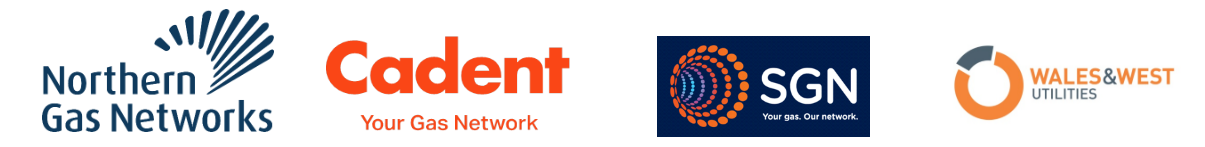 Northern
Gas Networks
Cadent
Your Gas Network
SGN
Your gas. Our network.
WALES&WEST
UTILITIES